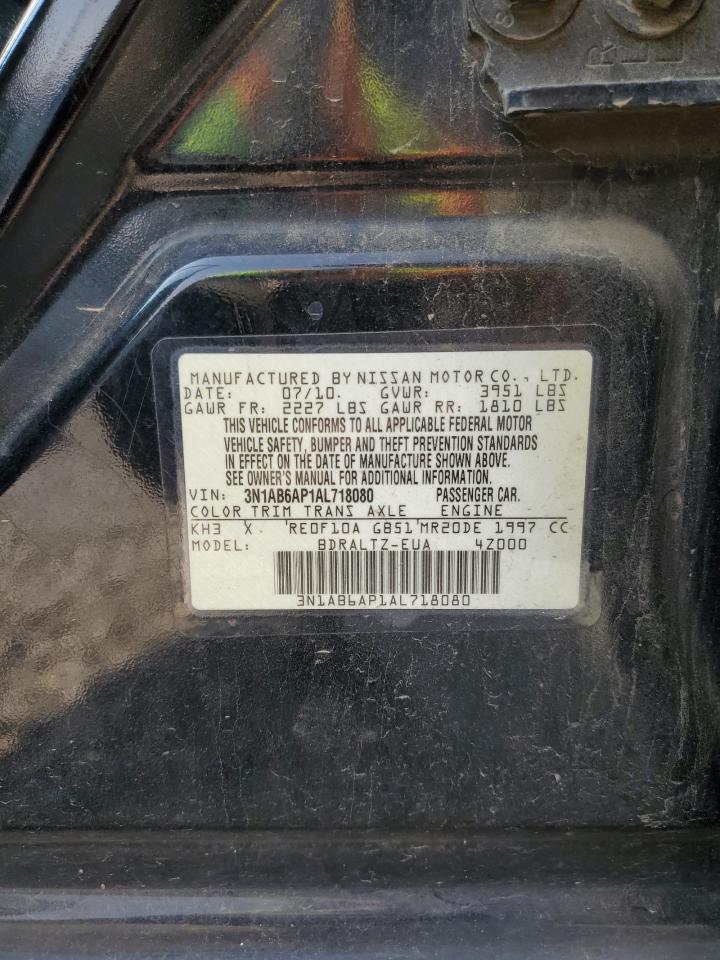 MANUFACTURED BY NISSAN MOTOR CO., LTD.
DATE: 07/10. GVWR: 3951 LBS
GAWR FR: 2227 LBS GAWR RR: 1810 LBS
THIS VEHICLE CONFORMS TO ALL APPLICABLE FEDERAL MOTOR
VEHICLE SAFETY, BUMPER AND THEFT PREVENTION STANDARDS
IN EFFECT ON THE DATE OF MANUFACTURE SHOWN ABOVE.
SEE OWNER'S MANUAL FOR ADDITIONAL INFORMATION.
VIN: 3N1AB6AP1AL718080 PASSENGER CAR.
COLOR TRIM TRANS AXLE ENGINE
KH3 X RE0F10A GB51 MR20DE 1997 CC
MODEL: BDRALTZ-EUA 4Z000
3N1AB6AP1AL718080